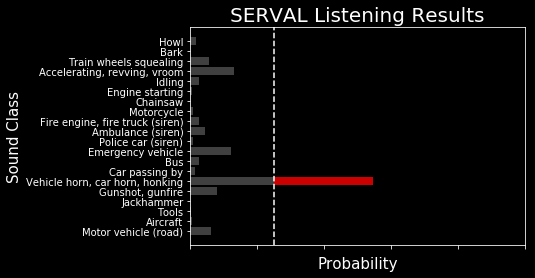 SERVAL Listening Results
Sound Class
Howl
Bark
Train wheels squealing
Accelerating, revving, vroom
Idling
Engine starting
Chainsaw
Motorcycle
Fire engine, fire truck (siren)
Ambulance (siren)
Police car (siren)
Emergency vehicle
Bus
Car passing by
Vehicle horn, car horn, honking
Gunshot, gunfire
Jackhammer
Tools
Aircraft
Motor vehicle (road)
Probability